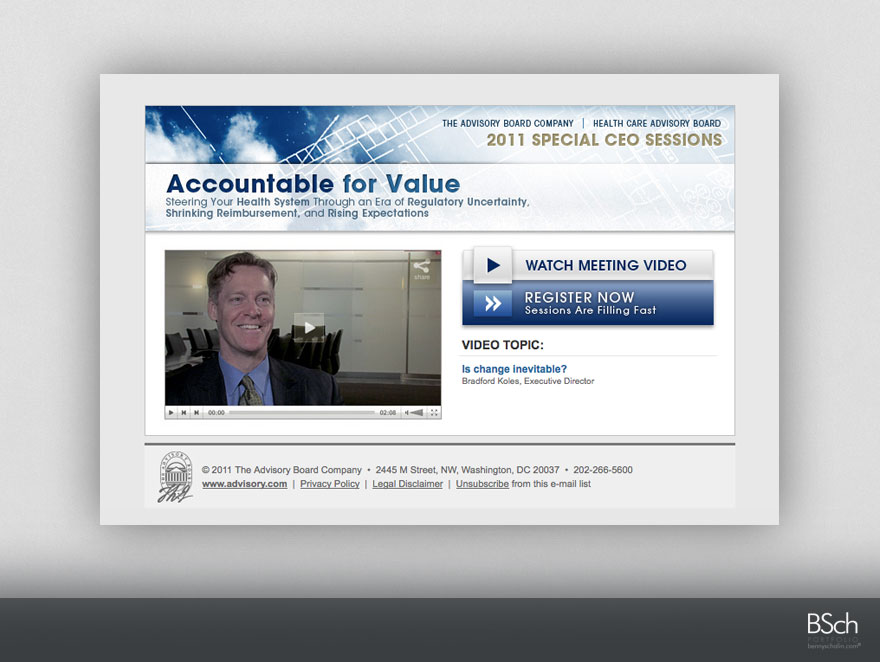 THE ADVISORY BOARD COMPANY | HEALTH CARE ADVISORY BOARD
2011 SPECIAL CEO SESSIONS
Accountable for Value
Steering Your Health System Through an Era of Regulatory Uncertainty,
Shrinking Reimbursement, and Rising Expectations
share
WATCH MEETING VIDEO
REGISTER NOW
Sessions Are Filling Fast
VIDEO TOPIC:
Is change inevitable?
Bradford Koles, Executive Director
00:00 02:08
© 2011 The Advisory Board Company • 2445 M Street, NW, Washington, DC 20037 • 202-266-5600
www.advisory.com | Privacy Policy | Legal Disclaimer | Unsubscribe from this e-mail list
BSch
PORTFOLIO